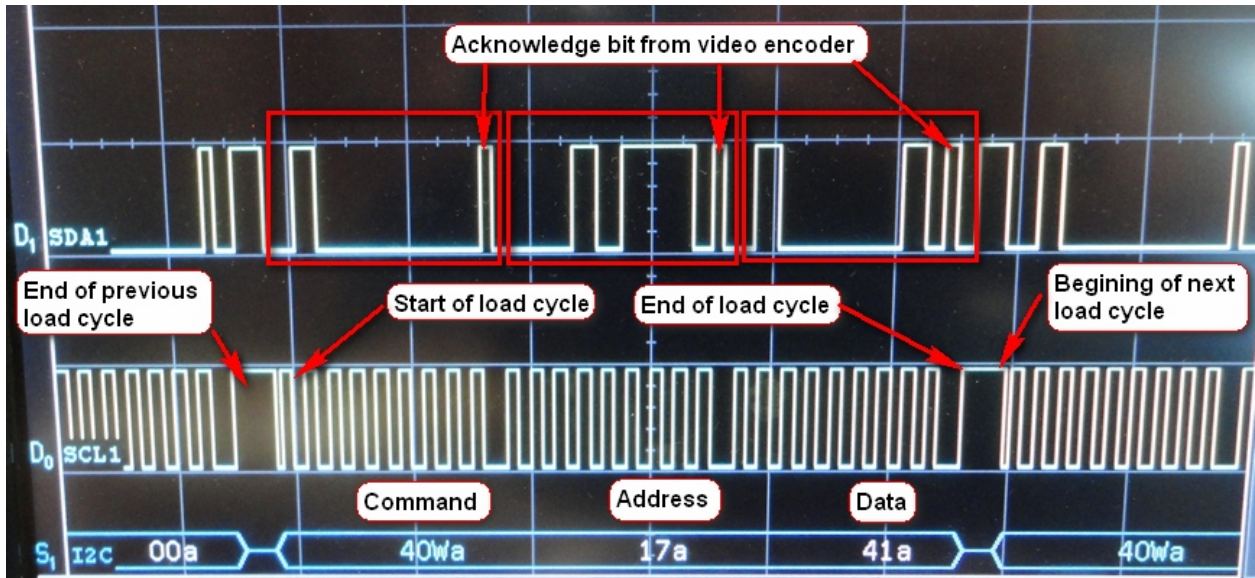 Acknowledge bit from video encoder
D1 SDA1
End of previous
load cycle
Start of load cycle
End of load cycle
Begining of next
load cycle
D0 SCL1
Command
Address
Data
S1 I2C 00a 40Wa 17a 41a 40Wa